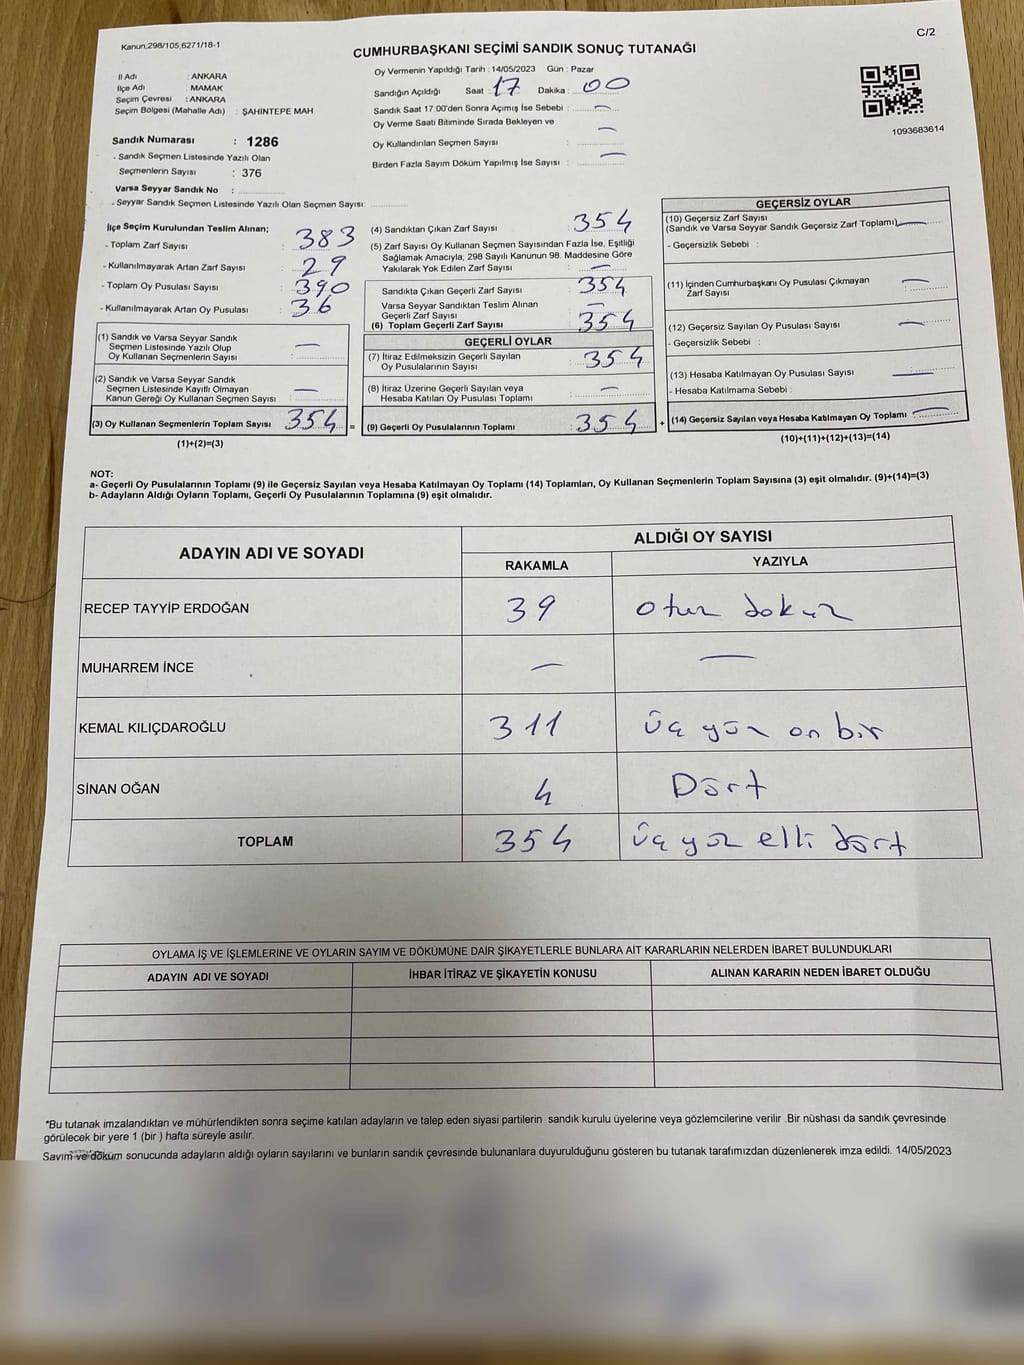 Kanun:298/105,6271/18-1
C/2
CUMHURBAŞKANI SEÇİMİ SANDIK SONUÇ TUTANAĞI
İl Adı : ANKARA
İlçe Adı : MAMAK
Seçim Çevresi : ANKARA
Seçim Bölgesi (Mahalle Adı) : ŞAHİNTEPE MAH
Sandık Numarası : 1286
- Sandık Seçmen Listesinde Yazılı Olan
Seçmenlerin Sayısı : 376
Varsa Seyyar Sandık No :
- Seyyar Sandık Seçmen Listesinde Yazılı Olan Seçmen Sayısı:
Oy Vermenin Yapıldığı Tarih : 14/05/2023 Gün : Pazar
Sandığın Açıldığı Saat : 17 Dakika : 00
Sandık Saat 17:00'den Sonra Açımış İse Sebebi : —
Oy Verme Saati Bitiminde Sırada Bekleyen ve
Oy Kullandırılan Seçmen Sayısı : —
Birden Fazla Sayım Döküm Yapılmış İse Sayısı : —
1093683614
İlçe Seçim Kurulundan Teslim Alınan;
- Toplam Zarf Sayısı : 383
- Kullanılmayarak Artan Zarf Sayısı : 29
- Toplam Oy Pusulası Sayısı : 390
- Kullanılmayarak Artan Oy Pusulası : 36
(1) Sandık ve Varsa Seyyar Sandık
Seçmen Listesinde Yazılı Olup
Oy Kullanan Seçmenlerin Sayısı : —
(2) Sandık ve Varsa Seyyar Sandık
Seçmen Listesinde Kayıtlı Olmayan
Kanun Gereği Oy Kullanan Seçmen Sayısı : —
(3) Oy Kullanan Seçmenlerin Toplam Sayısı : 354 =
(1)+(2)=(3)
(4) Sandıktan Çıkan Zarf Sayısı : 354
(5) Zarf Sayısı Oy Kullanan Seçmen Sayısından Fazla İse, Eşitliği
Sağlamak Amacıyla, 298 Sayılı Kanunun 98. Maddesine Göre
Yakılarak Yok Edilen Zarf Sayısı : —
Sandıkta Çıkan Geçerli Zarf Sayısı : 354
Varsa Seyyar Sandıktan Teslim Alınan
Geçerli Zarf Sayısı : —
(6) Toplam Geçerli Zarf Sayısı : 354
GEÇERLİ OYLAR
(7) İtiraz Edilmeksizin Geçerli Sayılan
Oy Pusulalarının Sayısı : 354
(8) İtiraz Üzerine Geçerli Sayılan veya
Hesaba Katılan Oy Pusulası Toplamı : —
(9) Geçerli Oy Pusulalarının Toplamı : 354 +
GEÇERSİZ OYLAR
(10) Geçersiz Zarf Sayısı
(Sandık ve Varsa Seyyar Sandık Geçersiz Zarf Toplamı) —
- Geçersizlik Sebebi :
(11) İçinden Cumhurbaşkanı Oy Pusulası Çıkmayan
Zarf Sayısı : —
(12) Geçersiz Sayılan Oy Pusulası Sayısı : —
- Geçersizlik Sebebi :
(13) Hesaba Katılmayan Oy Pusulası Sayısı : —
- Hesaba Katılmama Sebebi :
(14) Geçersiz Sayılan veya Hesaba Katılmayan Oy Toplamı : —
(10)+(11)+(12)+(13)=(14)
NOT:
a- Geçerli Oy Pusulalarının Toplamı (9) ile Geçersiz Sayılan veya Hesaba Katılmayan Oy Toplamı (14) Toplamları, Oy Kullanan Seçmenlerin Toplam Sayısına (3) eşit olmalıdır. (9)+(14)=(3)
b- Adayların Aldığı Oyların Toplamı, Geçerli Oy Pusulalarının Toplamına (9) eşit olmalıdır.
ADAYIN ADI VE SOYADI ALDIĞI OY SAYISI
RAKAMLA YAZIYLA
RECEP TAYYİP ERDOĞAN 39 otuz dokuz
MUHARREM İNCE — —
KEMAL KILIÇDAROĞLU 311 üç yüz on bir
SİNAN OĞAN 4 Dört
TOPLAM 354 üç yüz elli dört
OYLAMA İŞ VE İŞLEMLERİNE VE OYLARIN SAYIM VE DÖKÜMÜNE DAİR ŞİKAYETLERLE BUNLARA AİT KARARLARIN NELERDEN İBARET BULUNDUKLARI
ADAYIN ADI VE SOYADI İHBAR İTİRAZ VE ŞİKAYETİN KONUSU ALINAN KARARIN NEDEN İBARET OLDUĞU
*Bu tutanak imzalandıktan ve mühürlendikten sonra seçime katılan adayların ve talep eden siyasi partilerin sandık kurulu üyelerine veya gözlemcilerine verilir .Bir nüshası da sandık çevresinde
görülecek bir yere 1 (bir ) hafta süreyle asılır.
Sayım ve döküm sonucunda adayların aldığı oyların sayılarını ve bunların sandık çevresinde bulunanlara duyurulduğunu gösteren bu tutanak tarafımızdan düzenlenerek imza edildi. 14/05/2023